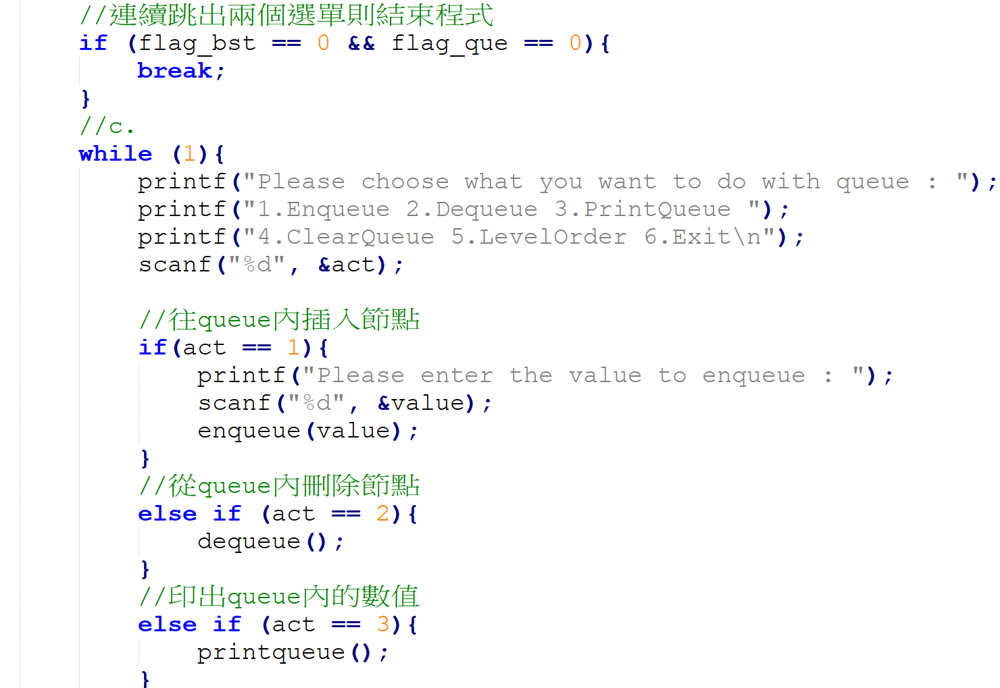 //連續跳出兩個選單則結束程式
if (flag_bst == 0 && flag_que == 0){
    break;
}
//c.
while (1){
    printf("Please choose what you want to do with queue : ");
    printf("1.Enqueue 2.Dequeue 3.PrintQueue ");
    printf("4.ClearQueue 5.LevelOrder 6.Exit\n");
    scanf("%d", &act);

    //往queue內插入節點
    if(act == 1){
        printf("Please enter the value to enqueue : ");
        scanf("%d", &value);
        enqueue(value);
    }
    //從queue內刪除節點
    else if (act == 2){
        dequeue();
    }
    //印出queue內的數值
    else if (act == 3){
        printqueue();
    }